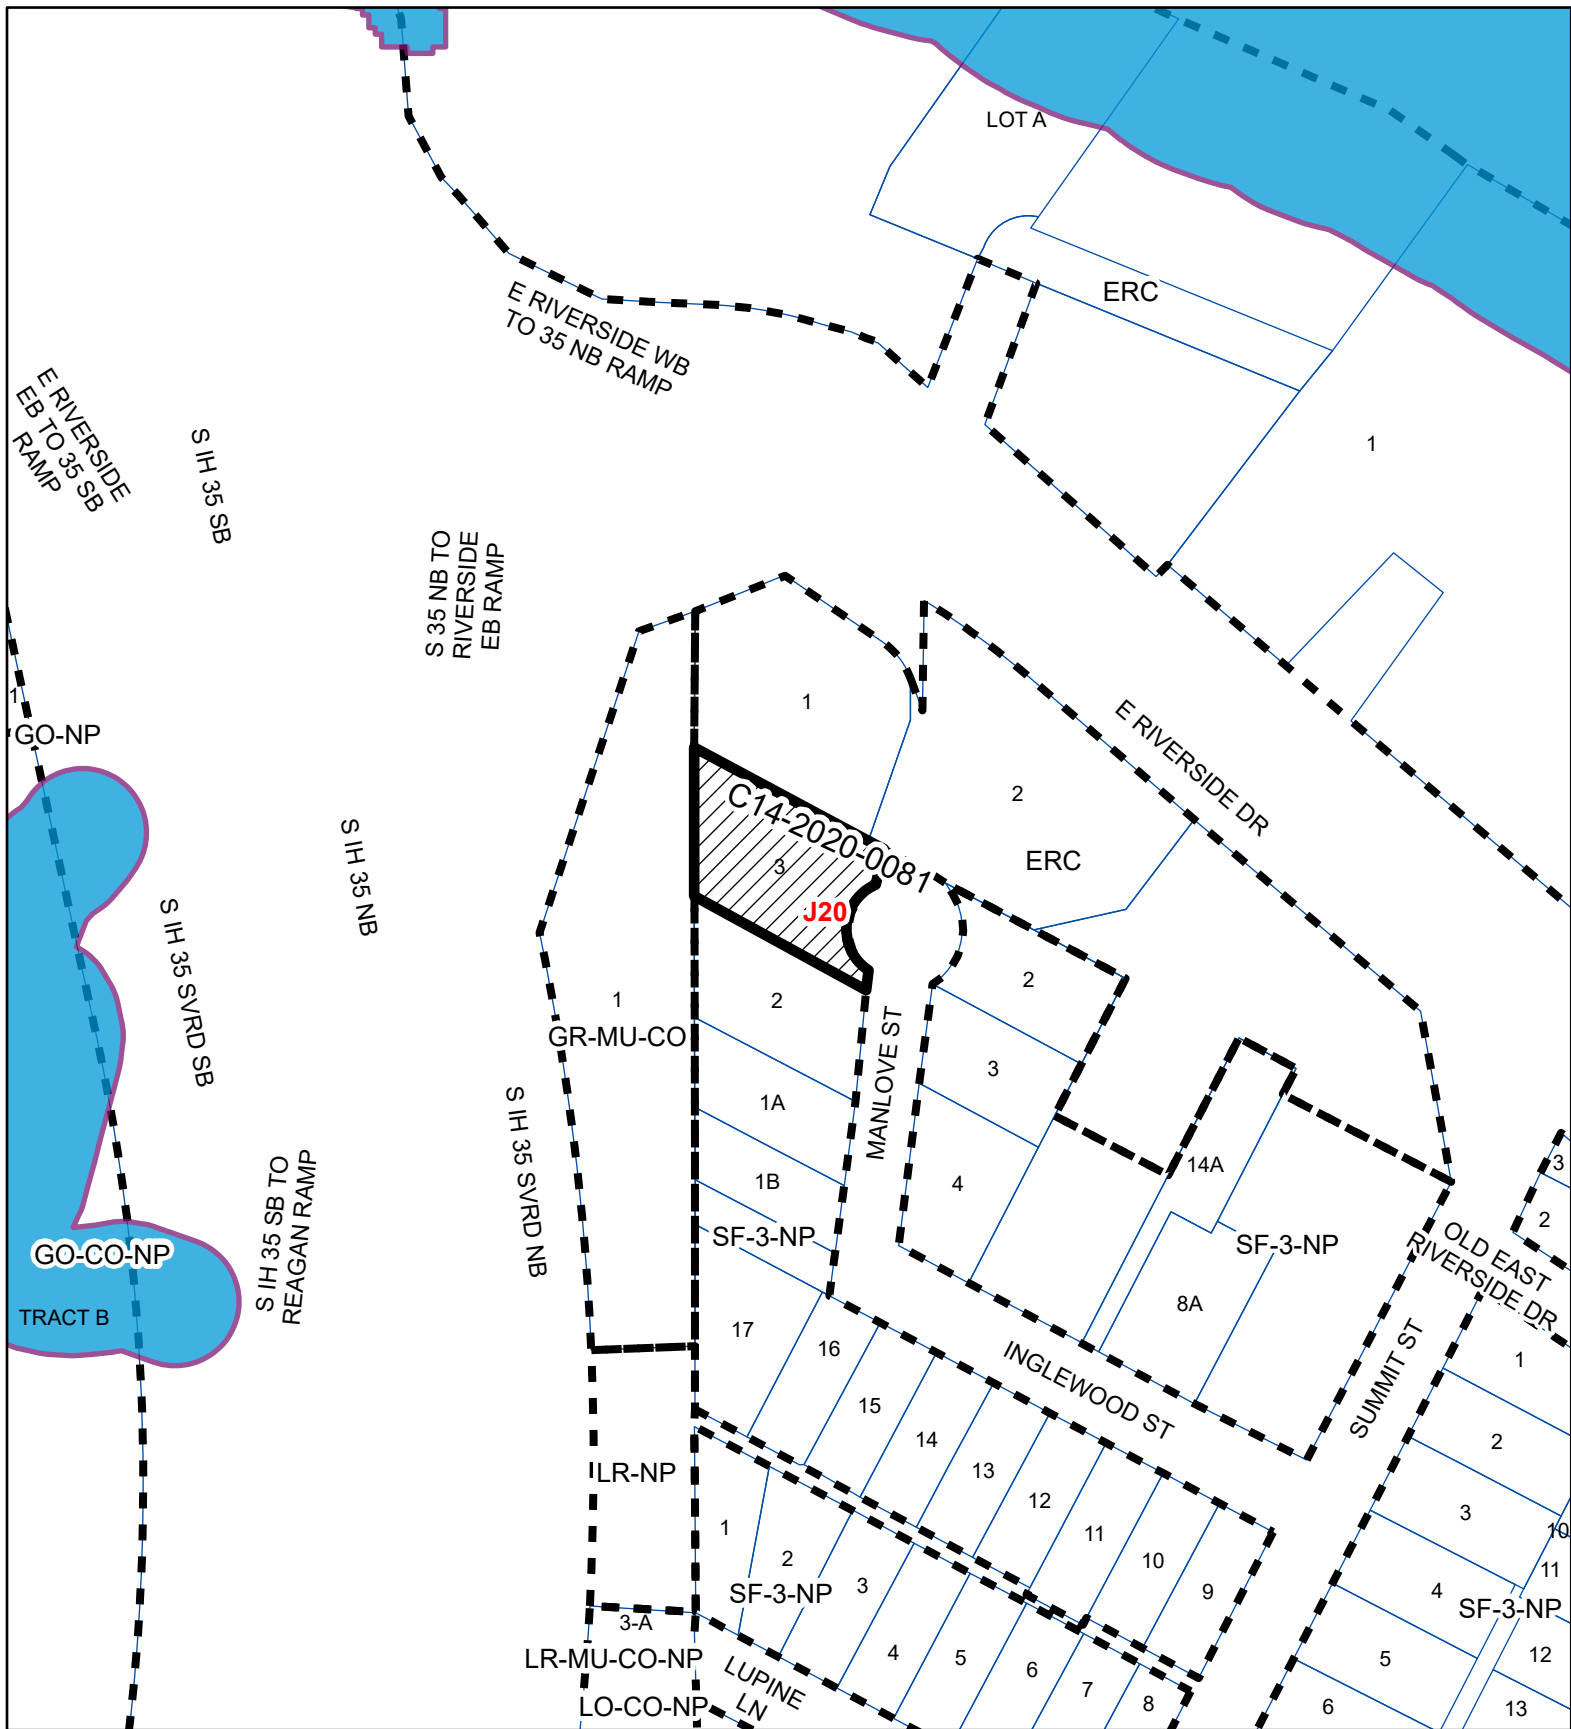 LOT A
ERC
E RIVERSIDE WB
TO 35 NB RAMP
E RIVERSIDE
EB TO 35 SB
RAMP
S IH 35 SB
1
S 35 NB TO
RIVERSIDE
EB RAMP
1
GO-NP
1
E RIVERSIDE DR
2
C14-2020-0081
3
ERC
J20
S IH 35 NB
S IH 35 SVRD SB
1
GR-MU-CO
2
2
MANLOVE ST
3
1A
S IH 35 SVRD NB
1B
4
14A
3
2
S IH 35 SB TO
REAGAN RAMP
SF-3-NP
SF-3-NP
OLD EAST
RIVERSIDE DR
GO-CO-NP
TRACT B
8A
17
16
INGLEWOOD ST
SUMMIT ST
1
15
14
2
13
LR-NP
12
3
1
11
10
10
11
2
9
3
4
SF-3-NP
SF-3-NP
3-A
4
5
6
5
12
LR-MU-CO-NP
LUPINE
LN
7
8
6
13
LO-CO-NP